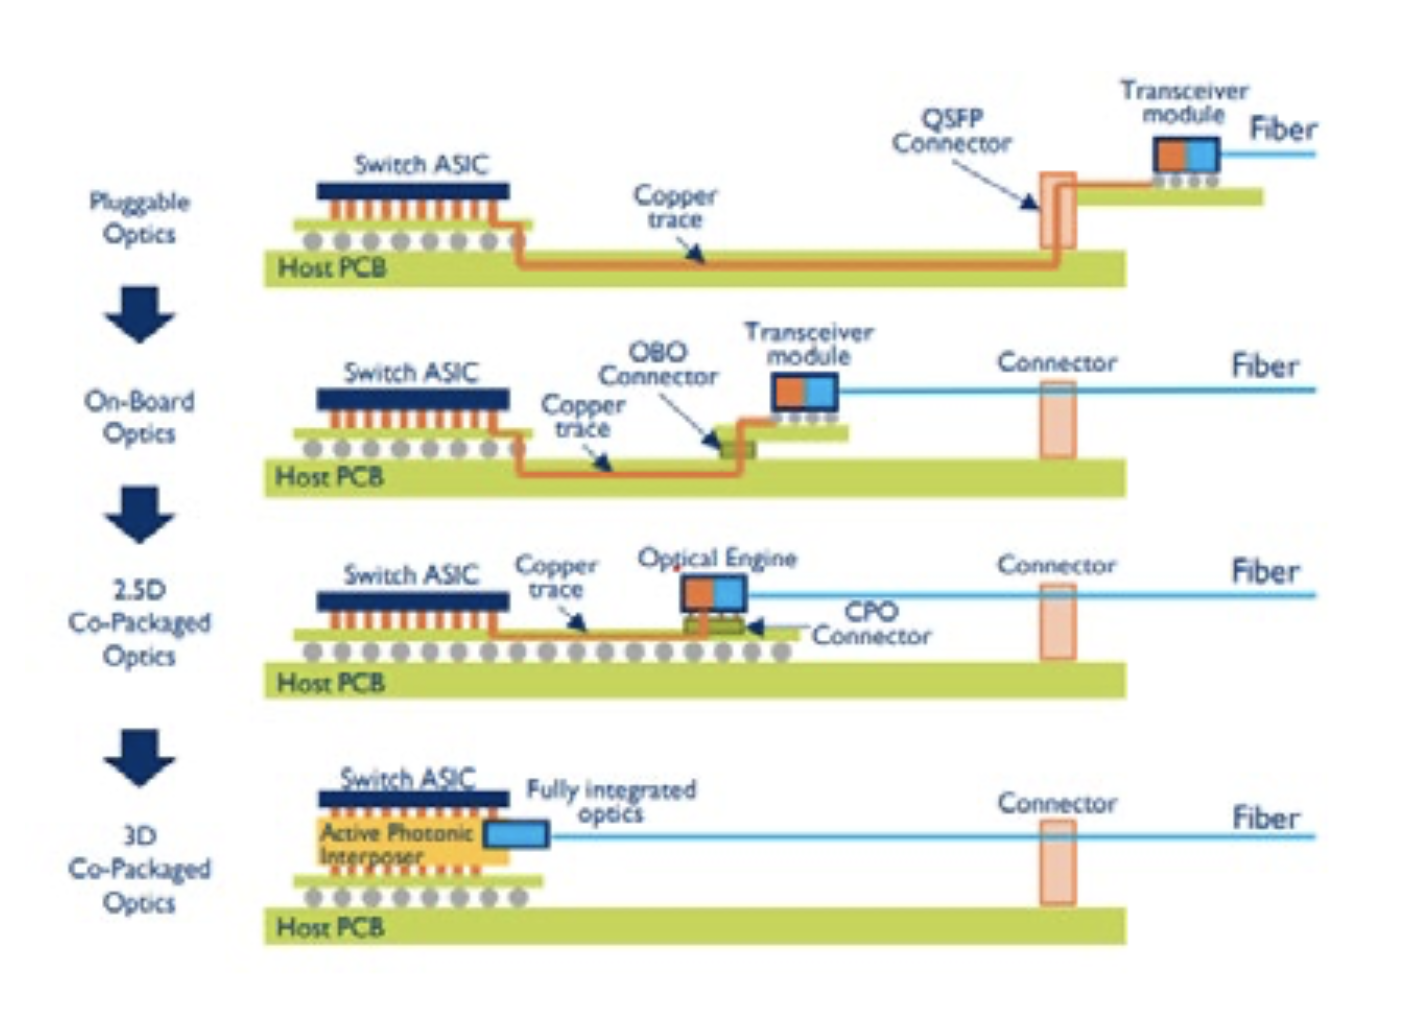 Transceiver
module
Fiber
QSFP
Connector
Switch ASIC
Copper
trace
Pluggable
Optics
Host PCB
Transceiver
module
OBO
Connector
Connector
Fiber
Switch ASIC
Copper
trace
On-Board
Optics
Host PCB
Optical Engine
Connector
Fiber
Switch ASIC
Copper
trace
2.5D
Co-Packaged
Optics
CPO
Connector
Host PCB
Switch ASIC
Fully integrated
optics
Connector
Fiber
3D
Co-Packaged
Optics
Active Photonic
Interposer
Host PCB